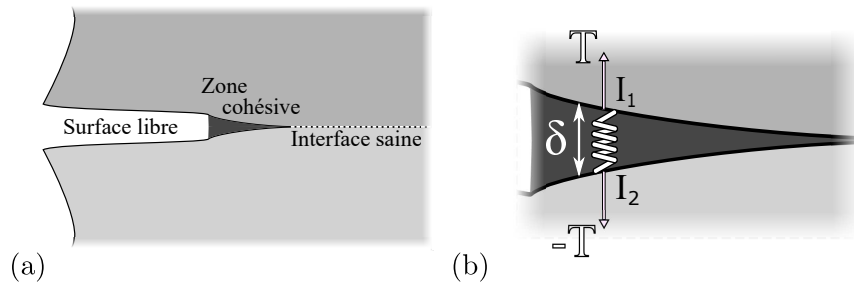 Zone
cohésive
Surface libre
Interface saine
(a)
T
I₁
δ
I₂
-T
(b)